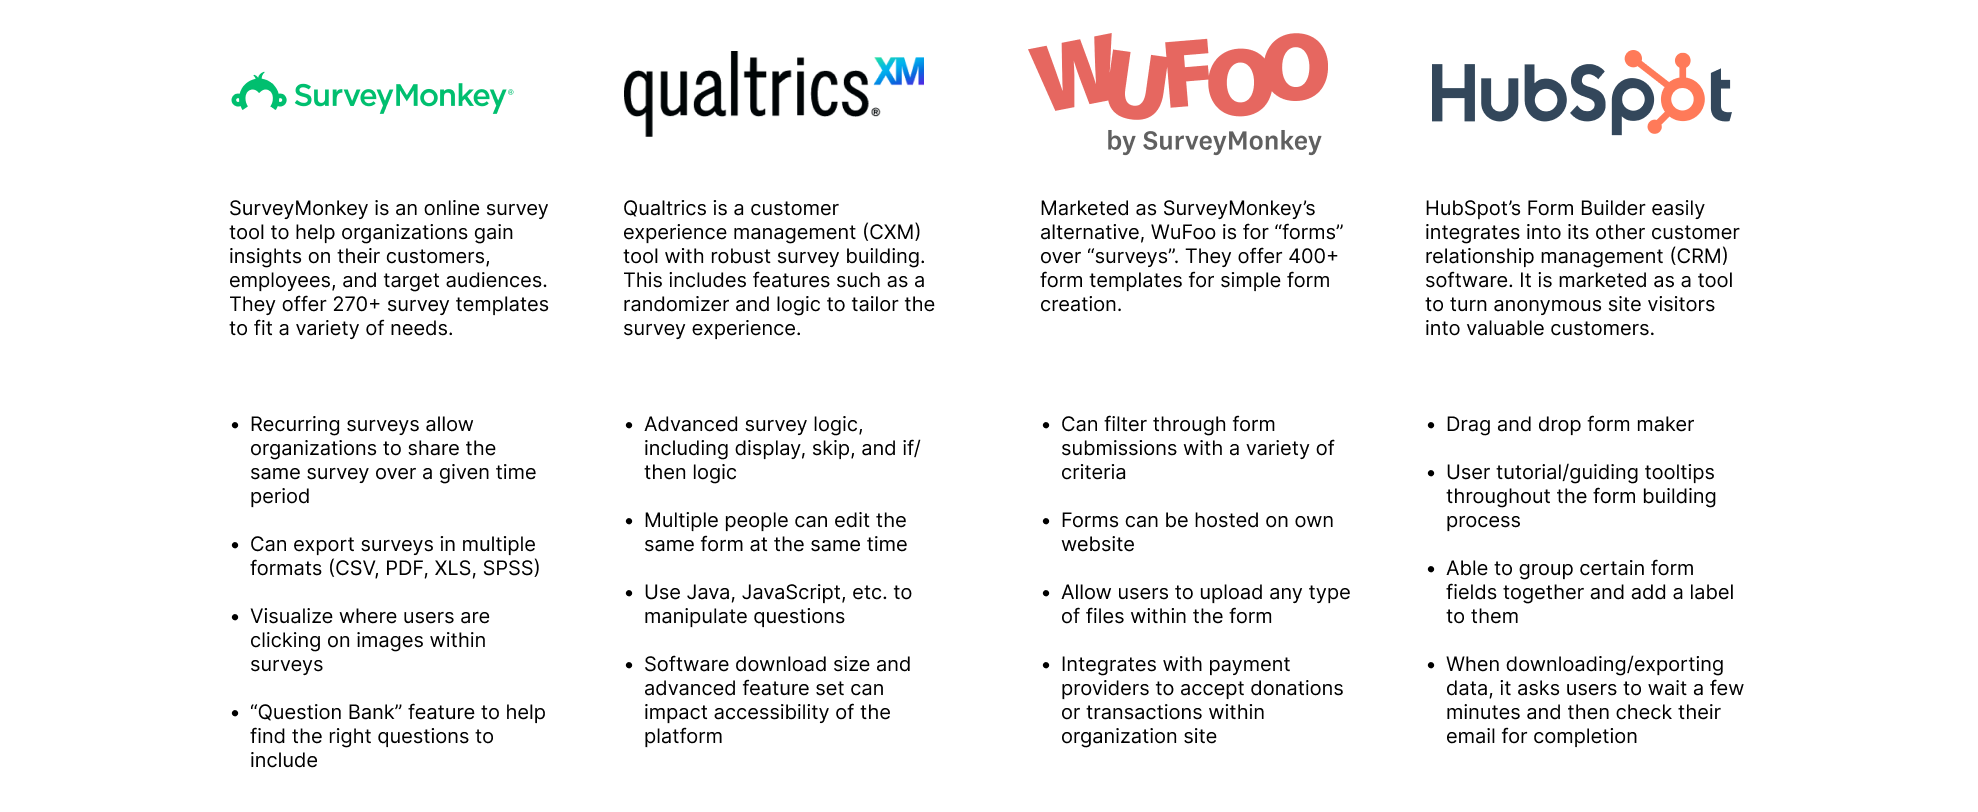 SurveyMonkey®
qualtrics XM ®
WUFOO
by SurveyMonkey
HubSpot
SurveyMonkey is an online survey
tool to help organizations gain
insights on their customers,
employees, and target audiences.
They offer 270+ survey templates
to fit a variety of needs.
Qualtrics is a customer
experience management (CXM)
tool with robust survey building.
This includes features such as a
randomizer and logic to tailor the
survey experience.
Marketed as SurveyMonkey’s
alternative, WuFoo is for “forms”
over “surveys”. They offer 400+
form templates for simple form
creation.
HubSpot’s Form Builder easily
integrates into its other customer
relationship management (CRM)
software. It is marketed as a tool
to turn anonymous site visitors
into valuable customers.
• Recurring surveys allow
organizations to share the
same survey over a given time
period
• Can export surveys in multiple
formats (CSV, PDF, XLS, SPSS)
• Visualize where users are
clicking on images within
surveys
• “Question Bank” feature to help
find the right questions to
include
• Advanced survey logic,
including display, skip, and if/
then logic
• Multiple people can edit the
same form at the same time
• Use Java, JavaScript, etc. to
manipulate questions
• Software download size and
advanced feature set can
impact accessibility of the
platform
• Can filter through form
submissions with a variety of
criteria
• Forms can be hosted on own
website
• Allow users to upload any type
of files within the form
• Integrates with payment
providers to accept donations
or transactions within
organization site
• Drag and drop form maker
• User tutorial/guiding tooltips
throughout the form building
process
• Able to group certain form
fields together and add a label
to them
• When downloading/exporting
data, it asks users to wait a few
minutes and then check their
email for completion